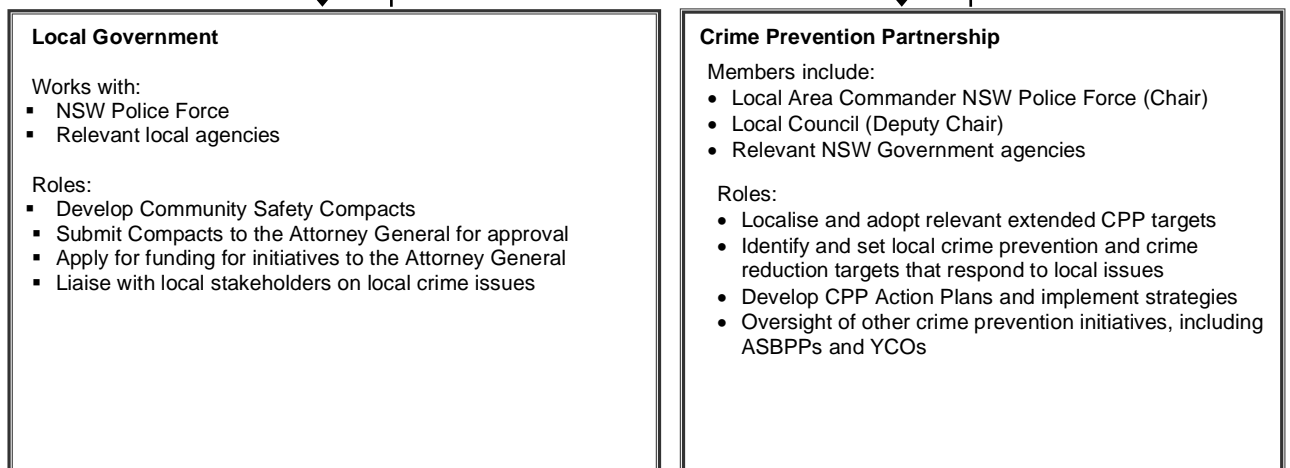 Local Government
Works with:
▪ NSW Police Force
▪ Relevant local agencies
Roles:
▪ Develop Community Safety Compacts
▪ Submit Compacts to the Attorney General for approval
▪ Apply for funding for initiatives to the Attorney General
▪ Liaise with local stakeholders on local crime issues
Crime Prevention Partnership
Members include:
• Local Area Commander NSW Police Force (Chair)
• Local Council (Deputy Chair)
• Relevant NSW Government agencies
Roles:
• Localise and adopt relevant extended CPP targets
• Identify and set local crime prevention and crime
reduction targets that respond to local issues
• Develop CPP Action Plans and implement strategies
• Oversight of other crime prevention initiatives, including
ASBPPs and YCOs